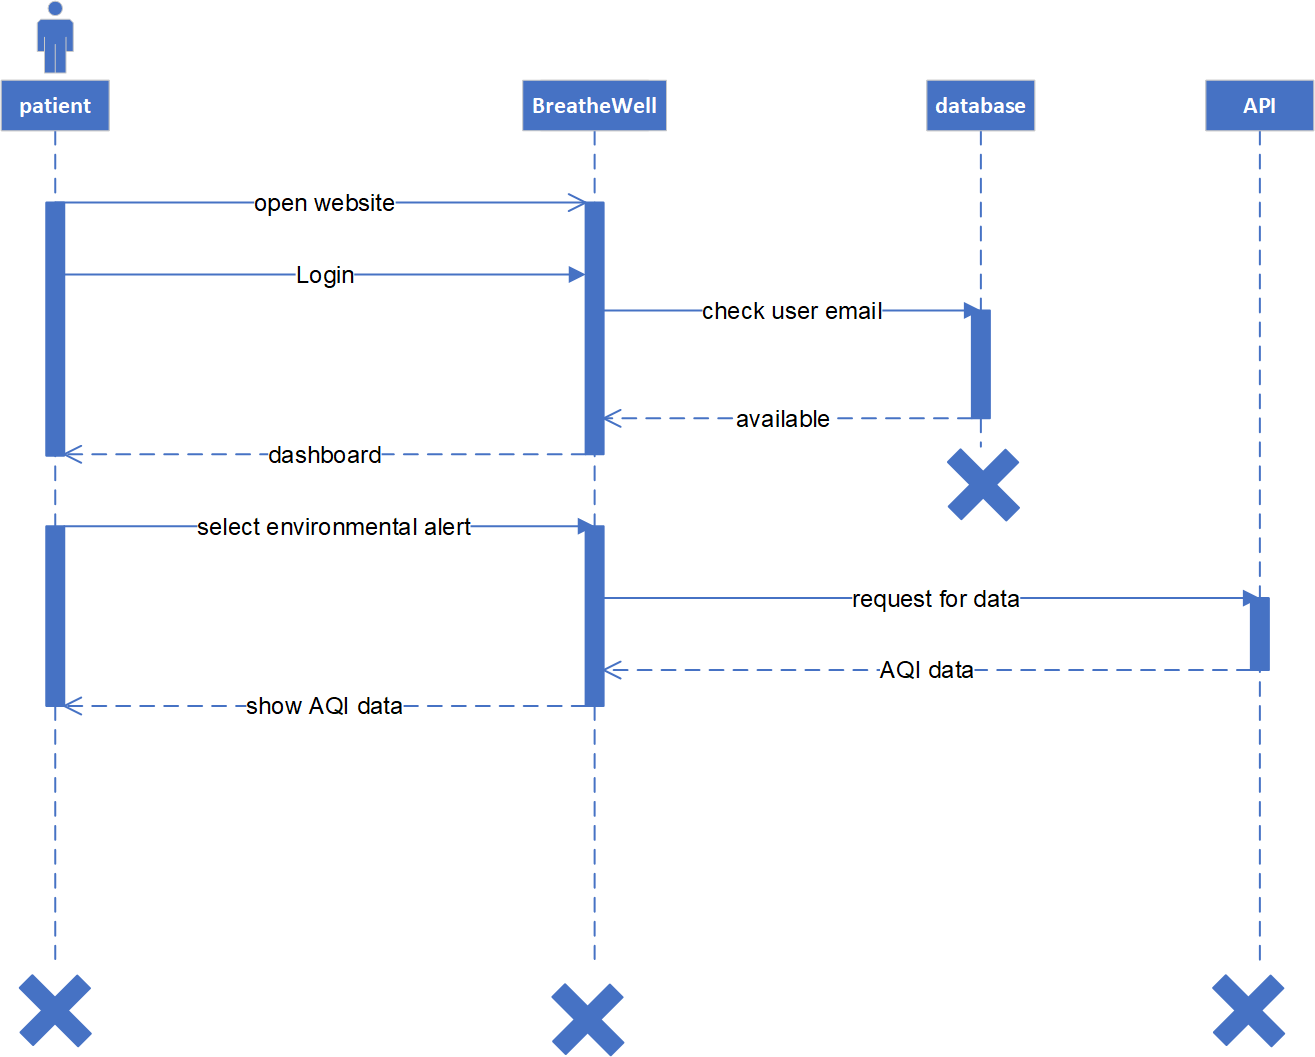 patient
BreatheWell
database
API
open website
Login
check user email
available
dashboard
select environmental alert
request for data
AQI data
show AQI data